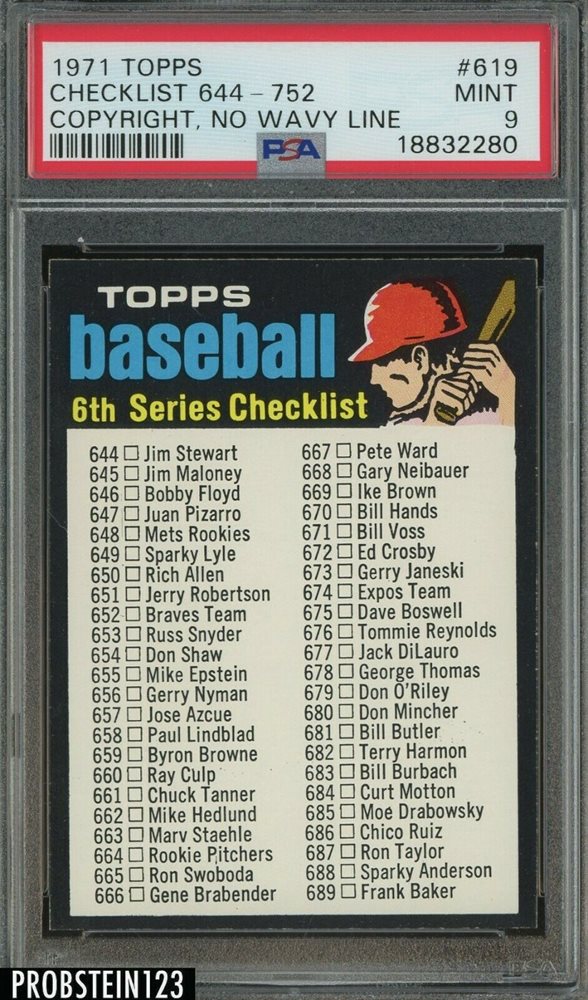 1971 TOPPS #619
CHECKLIST 644-752 MINT
COPYRIGHT, NO WAVY LINE 9
PSA 18832280
TOPPS
baseball
6th Series Checklist
644 Jim Stewart
645 Jim Maloney
646 Bobby Floyd
647 Juan Pizarro
648 Mets Rookies
649 Sparky Lyle
650 Rich Allen
651 Jerry Robertson
652 Braves Team
653 Russ Snyder
654 Don Shaw
655 Mike Epstein
656 Gerry Nyman
657 Jose Azcue
658 Paul Lindblad
659 Byron Browne
660 Ray Culp
661 Chuck Tanner
662 Mike Hedlund
663 Marv Staehle
664 Rookie Pitchers
665 Ron Swoboda
666 Gene Brabender
667 Pete Ward
668 Gary Neibauer
669 Ike Brown
670 Bill Hands
671 Bill Voss
672 Ed Crosby
673 Gerry Janeski
674 Expos Team
675 Dave Boswell
676 Tommie Reynolds
677 Jack DiLauro
678 George Thomas
679 Don O'Riley
680 Don Mincher
681 Bill Butler
682 Terry Harmon
683 Bill Burbach
684 Curt Motton
685 Moe Drabowsky
686 Chico Ruiz
687 Ron Taylor
688 Sparky Anderson
689 Frank Baker
PSA
PROBSTEIN123